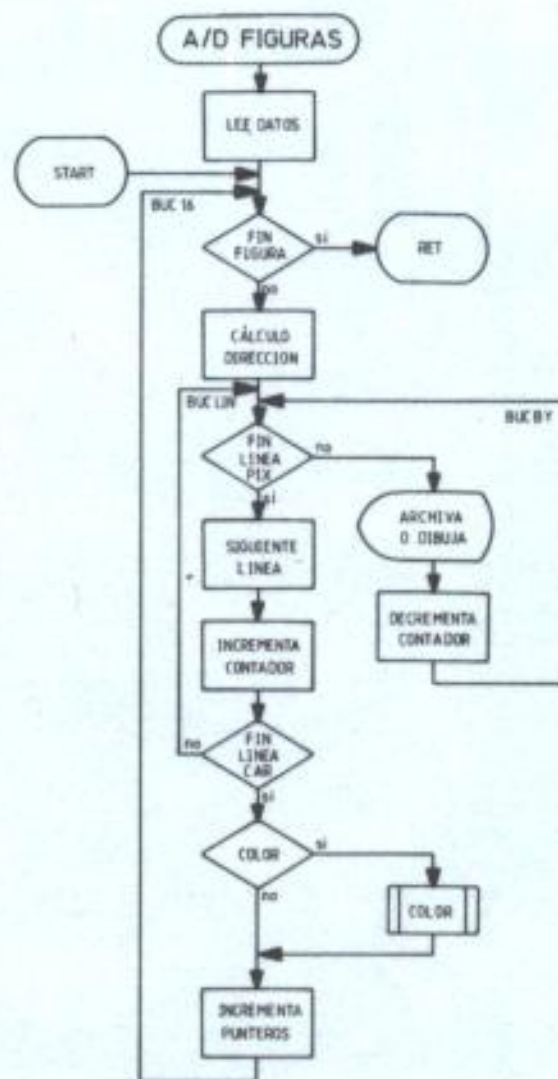 A/D FIGURAS
LEE DATOS
START
BUC 16
FIN
FIGURA
si
RET
no
CÁLCULO
DIRECCION
BUC LIN
BUC BY
FIN
LINEA
PIX
no
si
ARCHIVA
O DIBUJA
SIGUIENTE
LINEA
DECREMENTA
CONTADOR
INCREMENTA
CONTADOR
FIN
LINEA
CAR
no
si
COLOR
si
no
COLOR
INCREMENTA
PUNTEROS